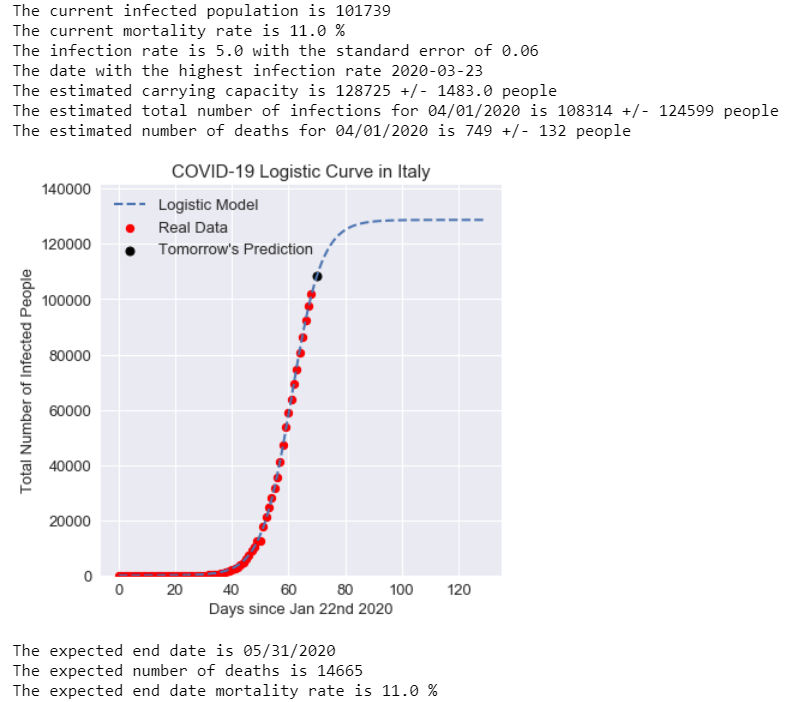 The current infected population is 101739
The current mortality rate is 11.0 %
The infection rate is 5.0 with the standard error of 0.06
The date with the highest infection rate 2020-03-23
The estimated carrying capacity is 128725 +/- 1483.0 people
The estimated total number of infections for 04/01/2020 is 108314 +/- 124599 people
The estimated number of deaths for 04/01/2020 is 749 +/- 132 people
COVID-19 Logistic Curve in Italy
140000
120000
100000
80000
60000
40000
20000
0
Total Number of Infected People
Logistic Model
Real Data
Tomorrow's Prediction
0 20 40 60 80 100 120
Days since Jan 22nd 2020
The expected end date is 05/31/2020
The expected number of deaths is 14665
The expected end date mortality rate is 11.0 %